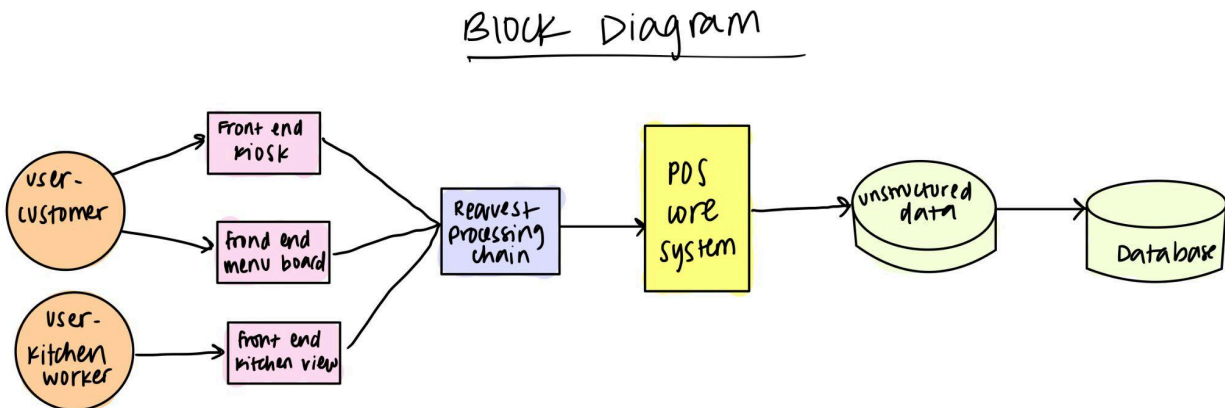 Block Diagram
Front end
kiosk
user-
customer
Frond end
menu board
user-
kitchen
worker
Front end
kitchen view
Request
processing
chain
POS
core
system
unstructured
data
Database